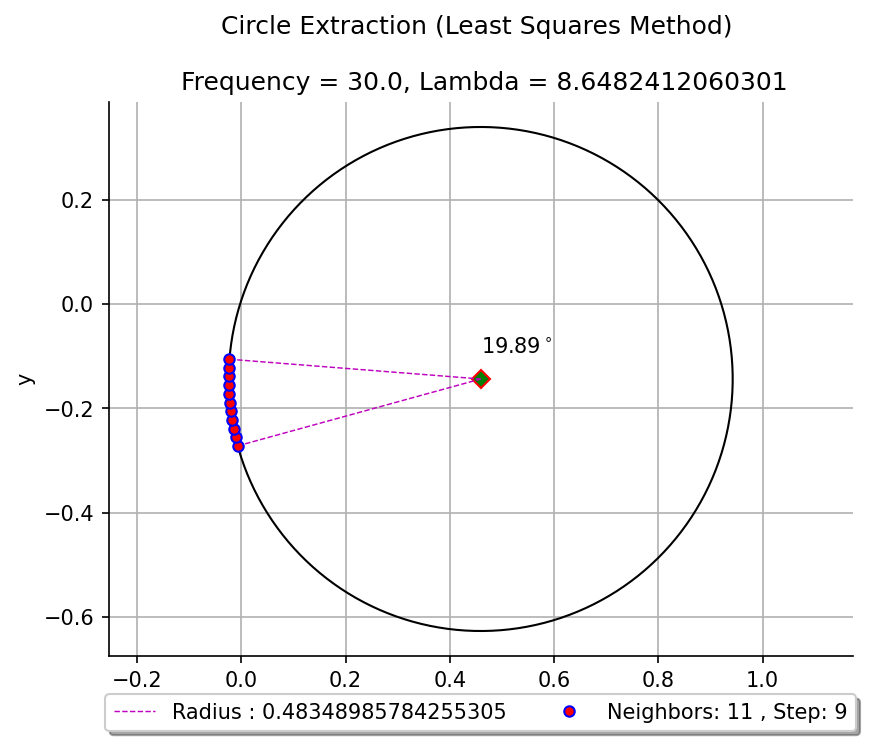 Circle Extraction (Least Squares Method)
Frequency = 30.0, Lambda = 8.6482412060301
0.2
0.0
−0.2
−0.4
−0.6
y
19.89°
−0.2 0.0 0.2 0.4 0.6 0.8 1.0
Radius : 0.48348985784255305 Neighbors: 11 , Step: 9